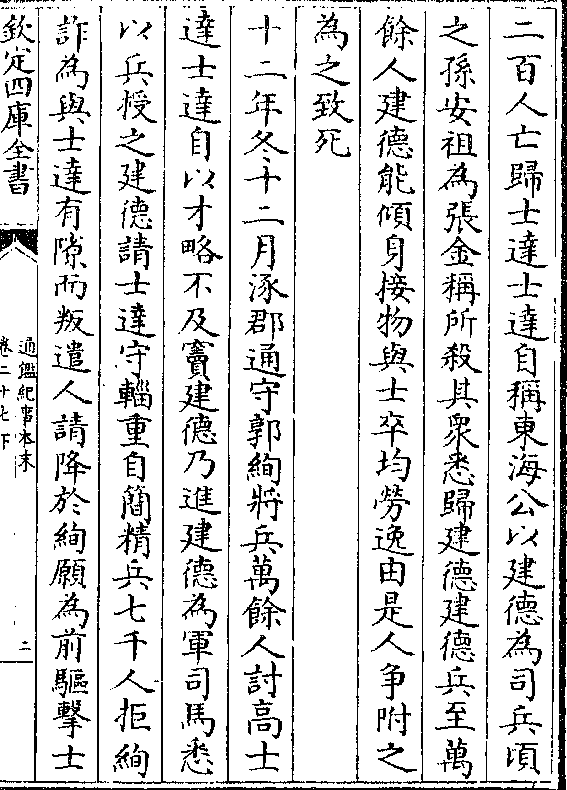 二百人亡歸士達士達自稱東海公以建德為司兵頃
之孫安祖為張金稱所殺其衆悉歸建德建德兵至萬
餘人建德能傾身接物與士卒均勞逸由是人争附之
為之致死
十二年冬十二月涿郡通守郭絢將兵萬餘人討髙士
達士達自以才略不及竇建德乃進建德為軍司馬悉
以兵授之建德請士達守輜重自簡精兵七千人拒絢
詐為與士達有隙而叛遣人請降於絢願為前驅擊士
欽定四庫全書
通鑑紀事本末
卷二十七下
二